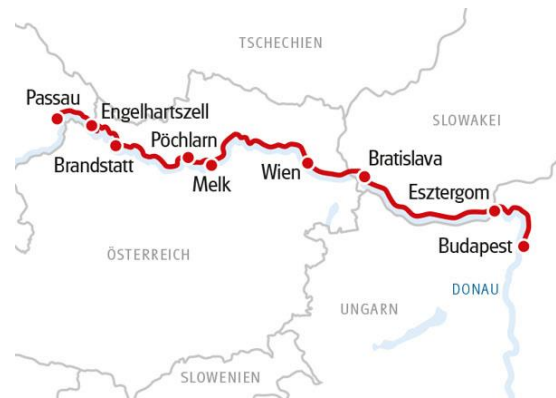 TSCHECHIEN
Passau
Engelhartszell
SLOWAKEI
Pöchlarn
Brandstatt
Bratislava
Wien
Melk
Esztergom
Budapest
ÖSTERREICH
DONAU
UNGARN
SLOWENIEN